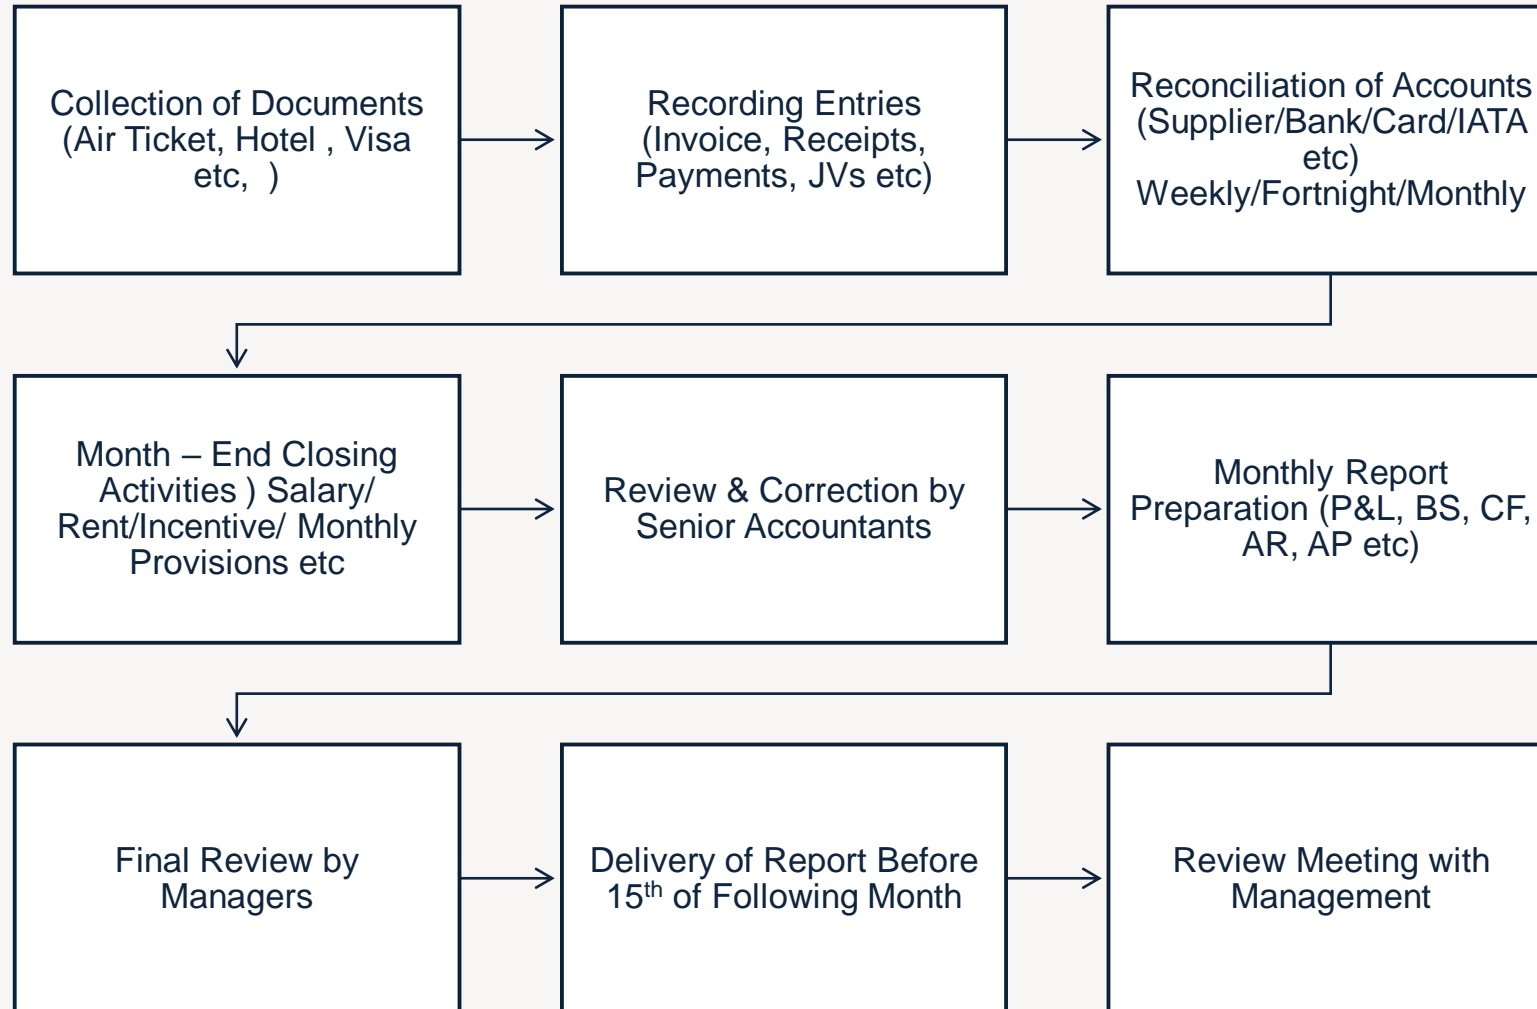 Collection of Documents
(Air Ticket, Hotel , Visa
etc,  )
Recording Entries
(Invoice, Receipts,
Payments, JVs etc)
Reconciliation of Accounts
(Supplier/Bank/Card/IATA
etc)
Weekly/Fortnight/Monthly
Month – End Closing
Activities ) Salary/
Rent/Incentive/ Monthly
Provisions etc
Review & Correction by
Senior Accountants
Monthly Report
Preparation (P&L, BS, CF,
AR, AP etc)
Final Review by
Managers
Delivery of Report Before
15th of Following Month
Review Meeting with
Management